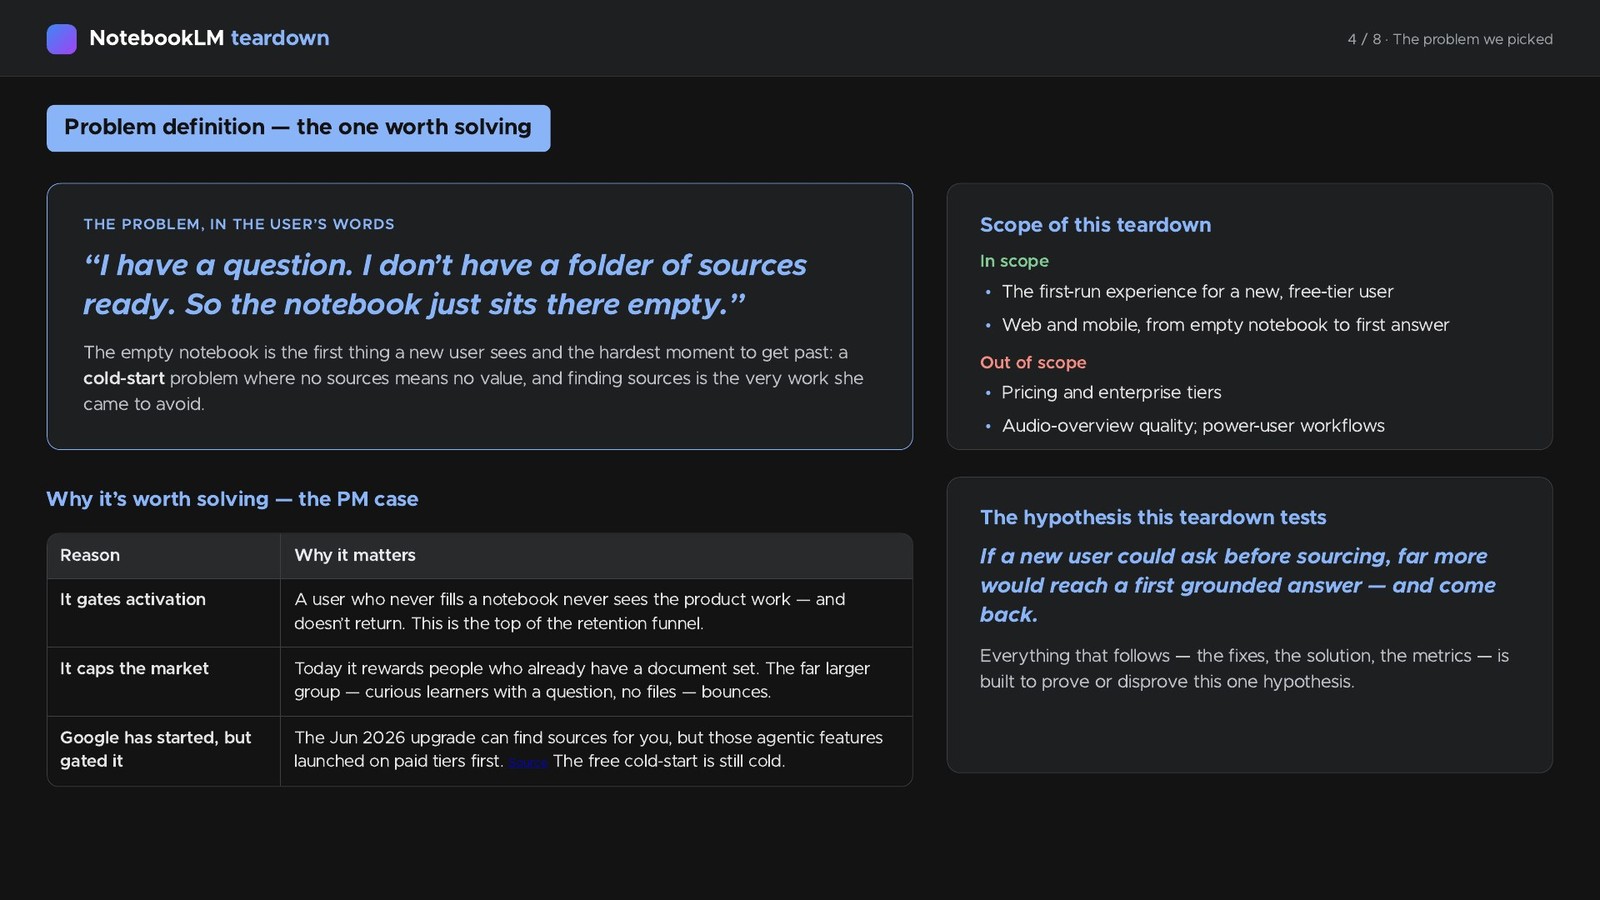 NotebookLM teardown
4 / 8 · The problem we picked
Problem definition — the one worth solving
THE PROBLEM, IN THE USER’S WORDS
“I have a question. I don’t have a folder of sources
ready. So the notebook just sits there empty.”
The empty notebook is the first thing a new user sees and the hardest moment to get past: a
cold-start problem where no sources means no value, and finding sources is the very work she
came to avoid.
Why it’s worth solving — the PM case
Reason
Why it matters
It gates activation
A user who never fills a notebook never sees the product work — and
doesn’t return. This is the top of the retention funnel.
It caps the market
Today it rewards people who already have a document set. The far larger
group — curious learners with a question, no files — bounces.
Google has started, but
gated it
The Jun 2026 upgrade can find sources for you, but those agentic features
launched on paid tiers first. Source The free cold-start is still cold.
Scope of this teardown
In scope
• The first-run experience for a new, free-tier user
• Web and mobile, from empty notebook to first answer
Out of scope
• Pricing and enterprise tiers
• Audio-overview quality; power-user workflows
The hypothesis this teardown tests
If a new user could ask before sourcing, far more
would reach a first grounded answer — and come
back.
Everything that follows — the fixes, the solution, the metrics — is
built to prove or disprove this one hypothesis.